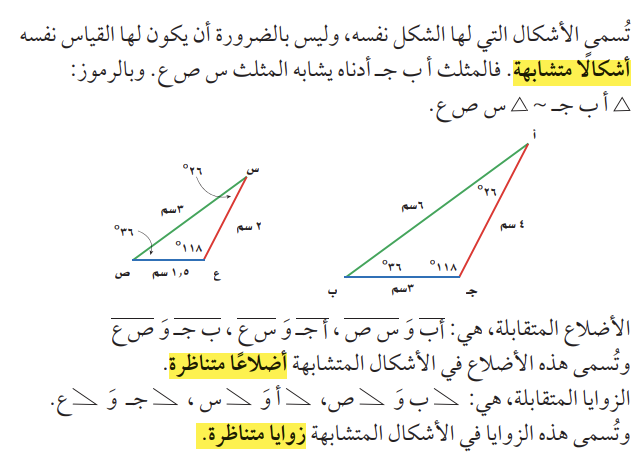 تُسمى الأشكال التي لها الشكل نفسه، وليس بالضرورة أن يكون لها القياس نفسه
أشكالًا متشابهة. فالمثلث أ ب جـ أدناه يشابه المثلث س ص ع. وبالرموز:
△ أ ب جـ ~ △ س ص ع.
أ
°٢٦
٦سم
٤ سم
°٣٦
°١١٨
ب
٣سم
جـ
°٢٦
س
٣سم
٢ سم
°٣٦
°١١٨
ص
١,٥ سم
ع
الأضلاع المتقابلة، هي: أب وَ س ص ، أ جـ وَ س ع ، ب جـ وَ ص ع
وتُسمى هذه الأضلاع في الأشكال المتشابهة أضلاعًا متناظرة.
الزوايا المتقابلة، هي: ∠ ب وَ ∠ ص، ∠ أ وَ ∠ س ، ∠ جـ وَ ∠ ع.
وتُسمى هذه الزوايا في الأشكال المتشابهة زوايا متناظرة.